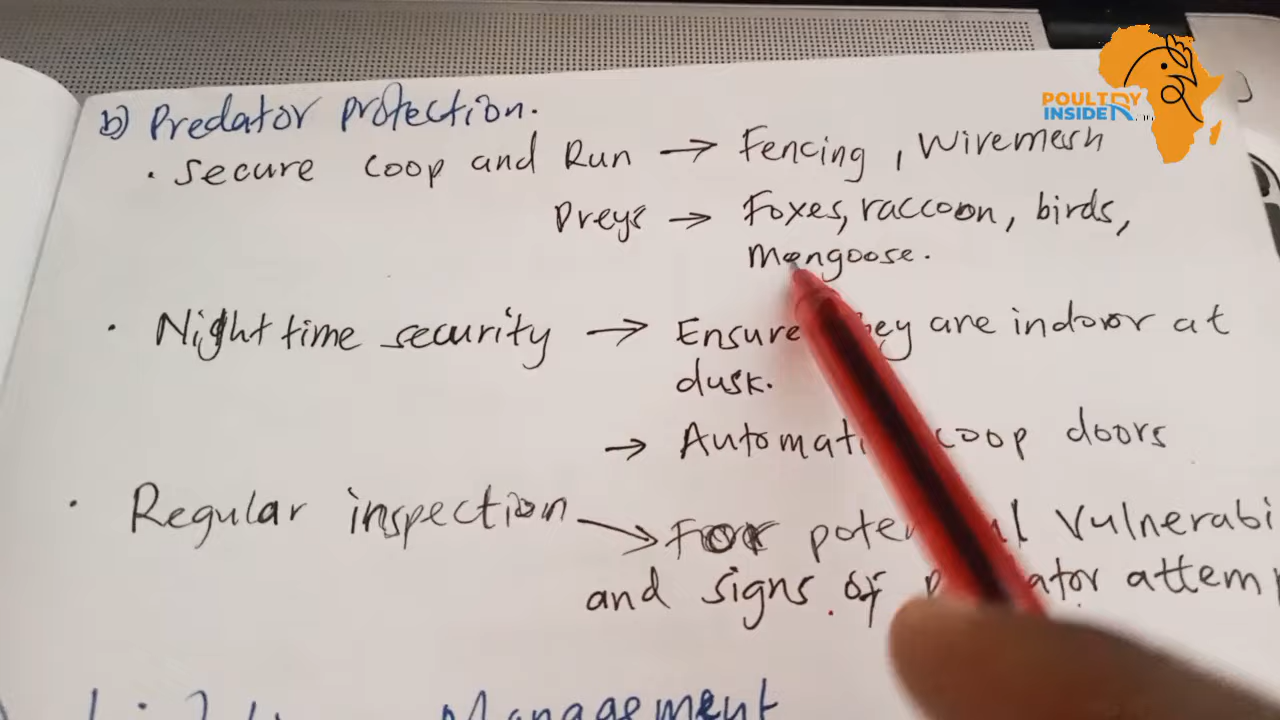 b) Predator protection.
. Secure coop and Run → Fencing, Wiremesh
Preys → Foxes, raccoon, birds,
Mongoose.
. Night time security → Ensure they are indoor at
dusk.
→ Automatic coop doors
. Regular inspection → For potential Vulnerabi
and signs of predator attemp
Management
POULTRY
INSIDER